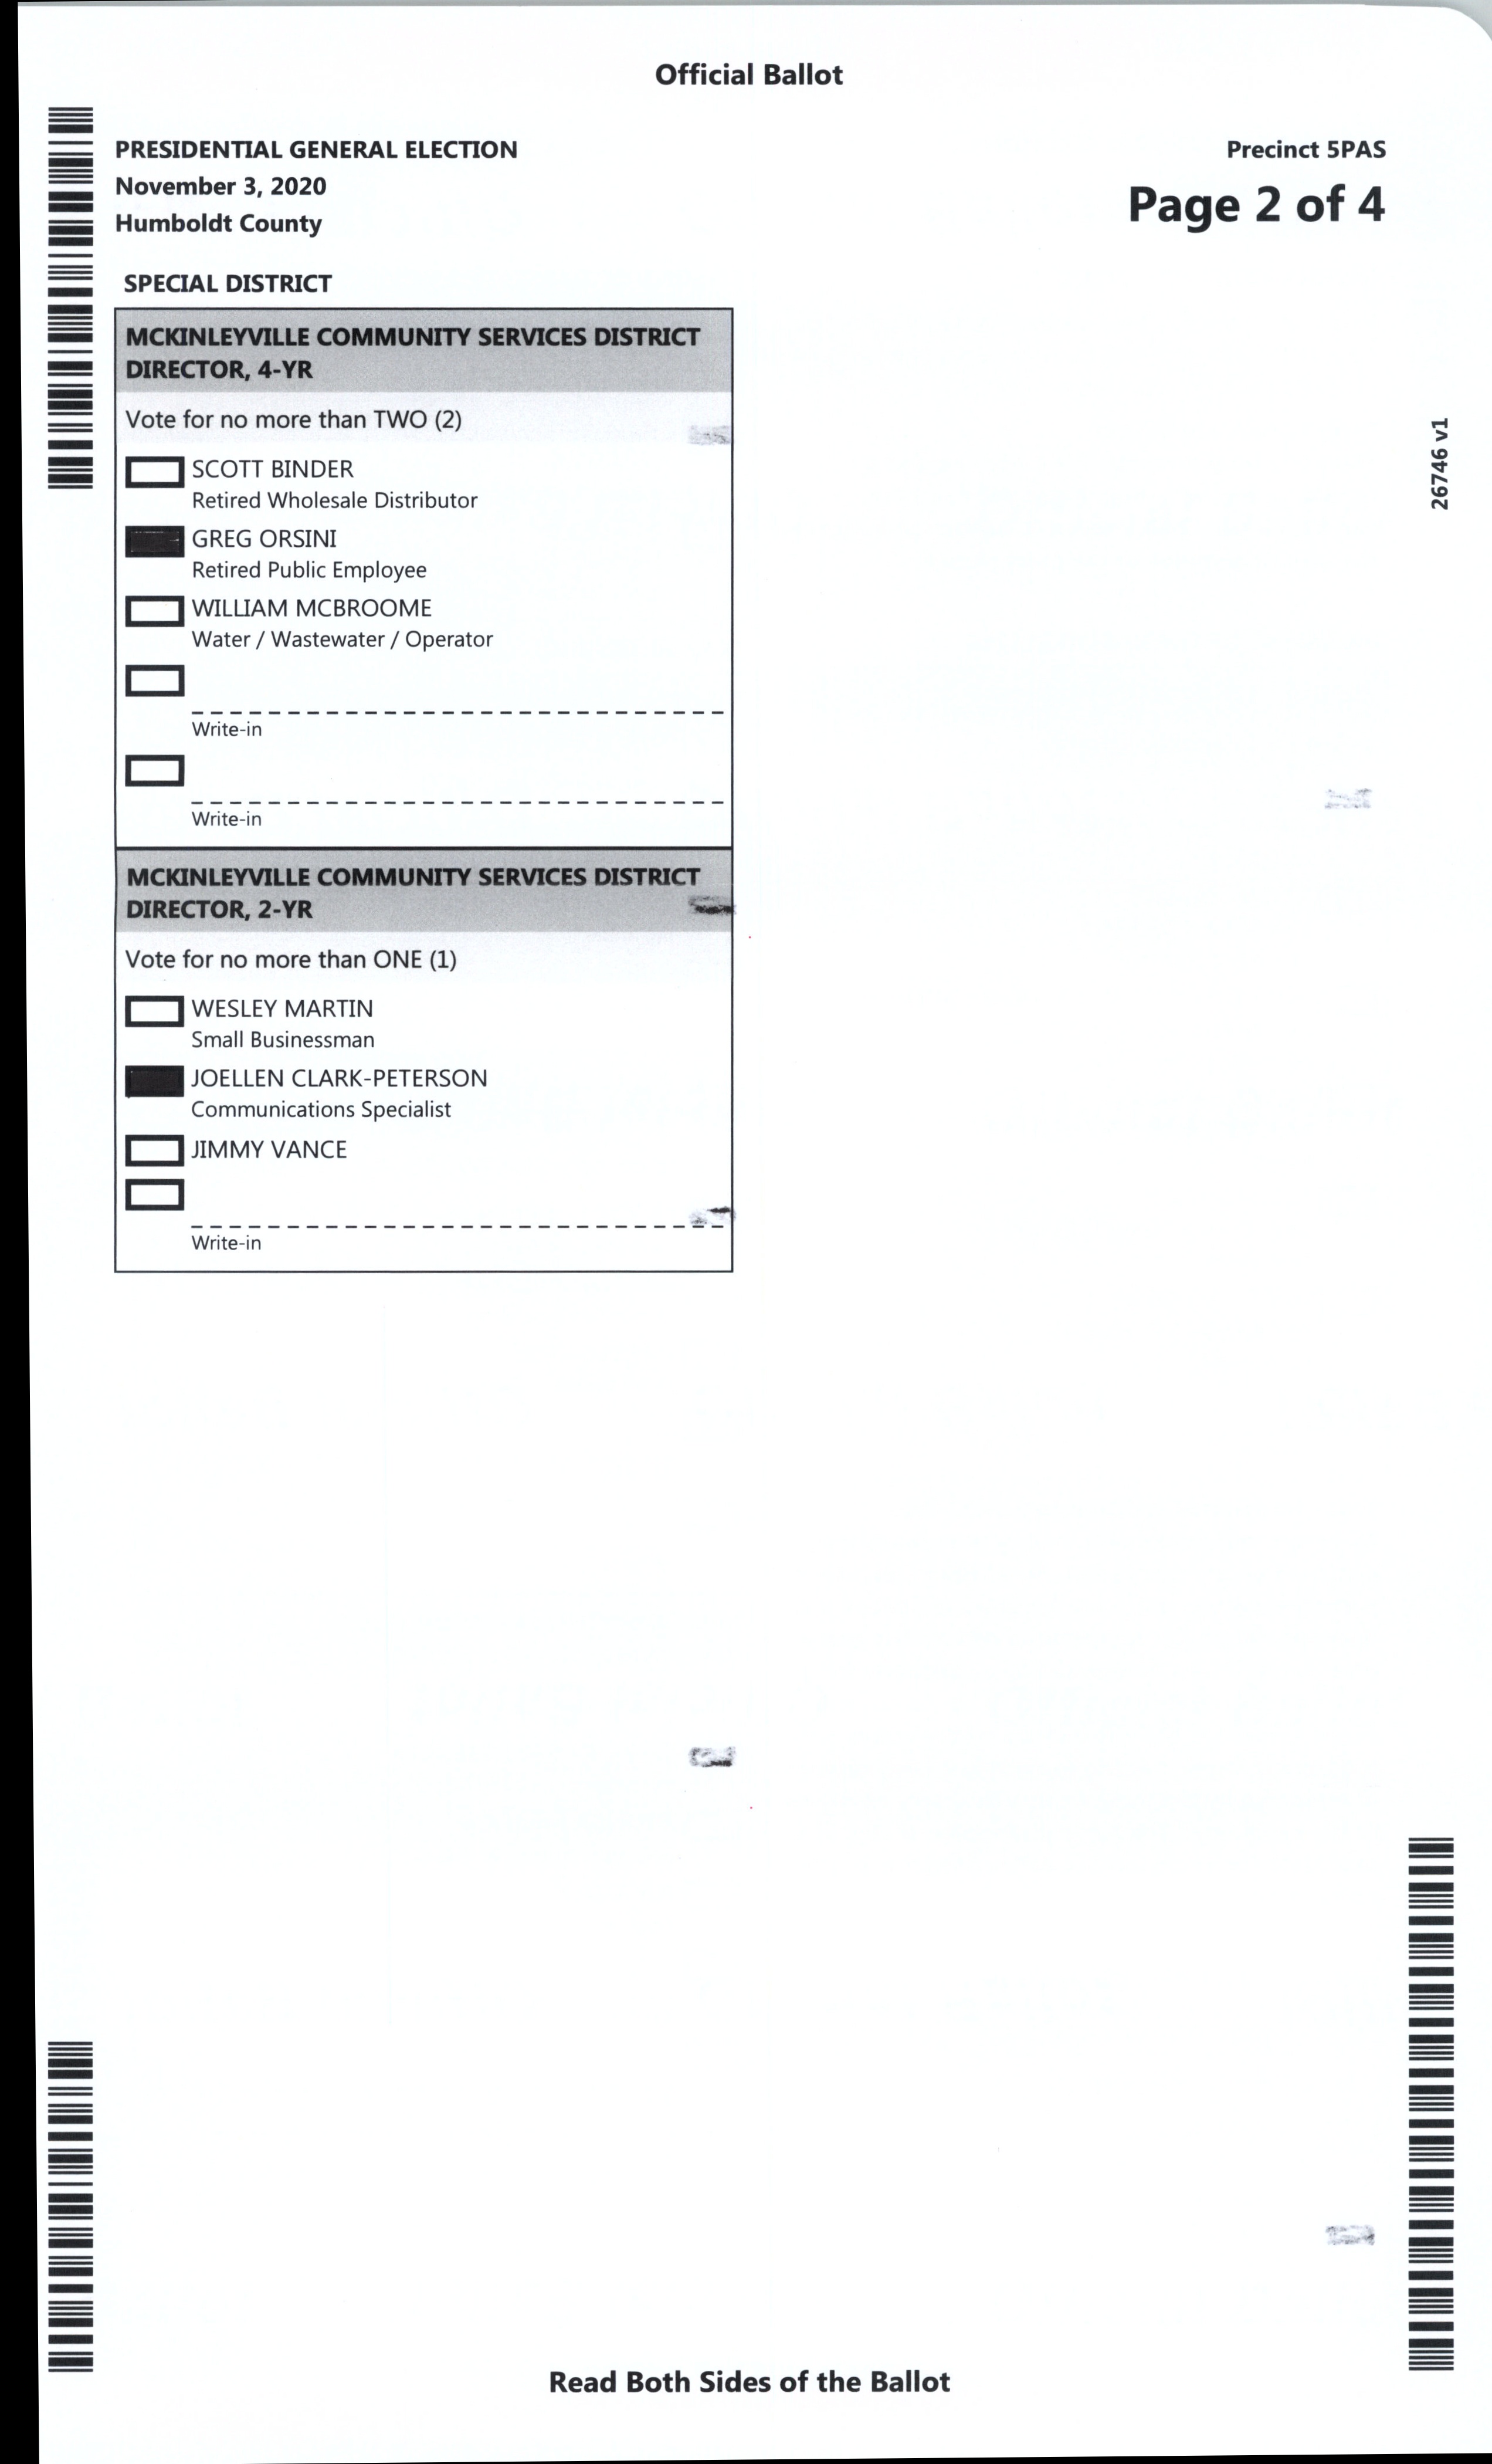 Official Ballot
PRESIDENTIAL GENERAL ELECTION
November 3, 2020
Humboldt County
Precinct 5PAS
Page 2 of 4
SPECIAL DISTRICT
MCKINLEYVILLE COMMUNITY SERVICES DISTRICT
DIRECTOR, 4-YR
Vote for no more than TWO (2)
SCOTT BINDER
Retired Wholesale Distributor
GREG ORSINI
Retired Public Employee
WILLIAM MCBROOME
Water / Wastewater / Operator
Write-in
Write-in
MCKINLEYVILLE COMMUNITY SERVICES DISTRICT
DIRECTOR, 2-YR
Vote for no more than ONE (1)
WESLEY MARTIN
Small Businessman
JOELLEN CLARK-PETERSON
Communications Specialist
JIMMY VANCE
Write-in
26746 v1
Read Both Sides of the Ballot